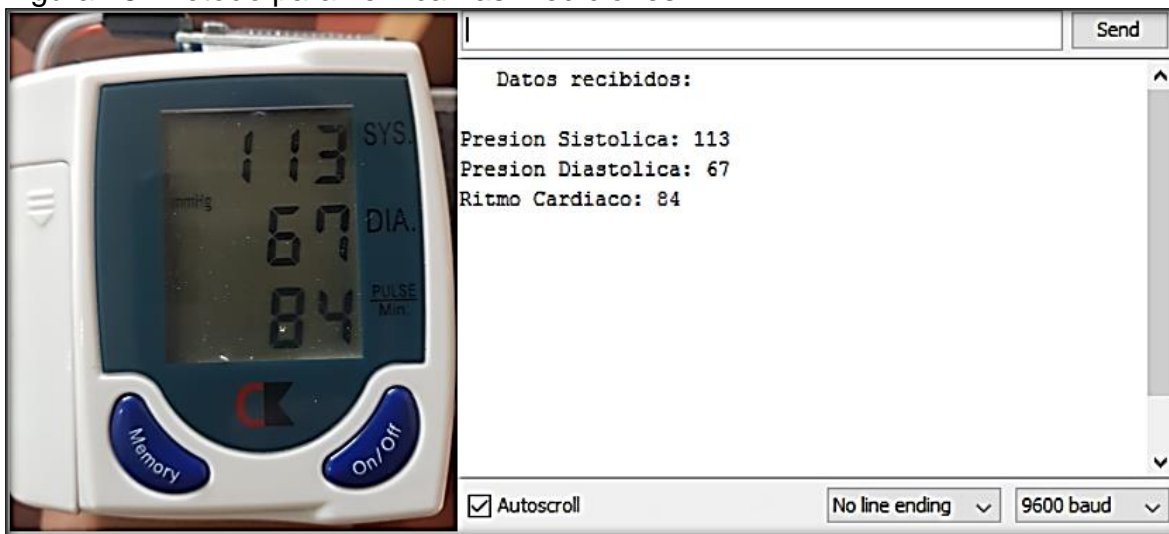 113 SYS.
mmHg
67 DIA.
84 PULSE
Min.
CK
Memory
On/Off
Send
Datos recibidos:
Presion Sistolica: 113
Presion Diastolica: 67
Ritmo Cardiaco: 84
Autoscroll
No line ending
9600 baud